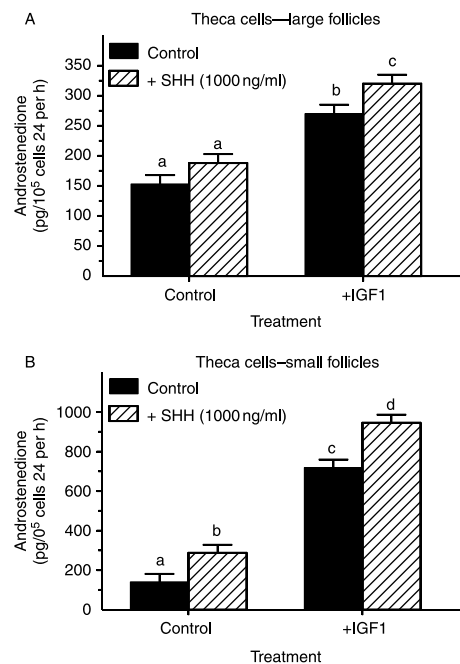 A
Theca cells—large follicles
Control
+ SHH (1000 ng/ml)
Androstenedione
(pg/10⁵ cells 24 per h)
350
300
250
200
150
100
50
0
a
a
b
c
Control
+IGF1
Treatment
B
Theca cells–small follicles
Control
+ SHH (1000 ng/ml)
Androstenedione
(pg/0⁵ cells 24 per h)
1000
800
600
400
200
0
a
b
c
d
Control
+IGF1
Treatment